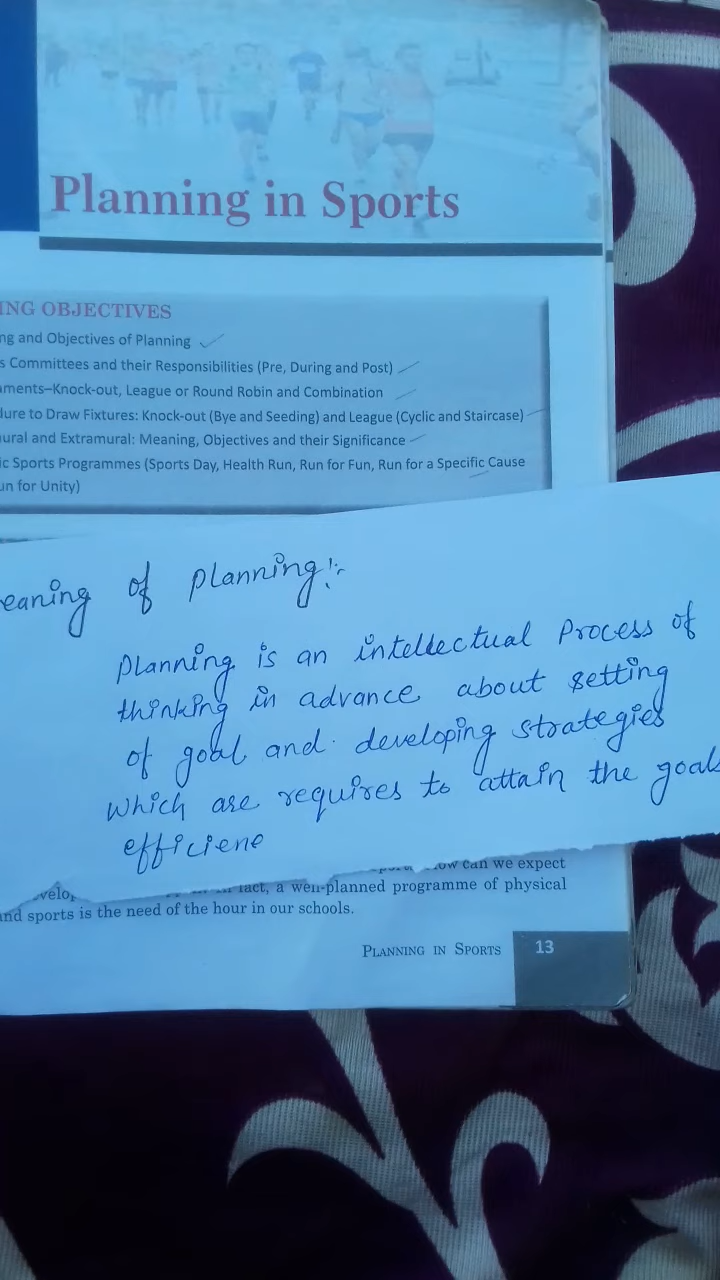 Planning in Sports
ING OBJECTIVES
ng and Objectives of Planning
s Committees and their Responsibilities (Pre, During and Post)
aments–Knock-out, League or Round Robin and Combination
dure to Draw Fixtures: Knock-out (Bye and Seeding) and League (Cyclic and Staircase)
ural and Extramural: Meaning, Objectives and their Significance
ic Sports Programmes (Sports Day, Health Run, Run for Fun, Run for a Specific Cause
un for Unity)
eaning of planning:-
planning is an intellectual process of
thinking in advance about setting
of goal and developing strategies
which are requires to attain the goal
efficiene
can we expect
fact, a well-planned programme of physical
nd sports is the need of the hour in our schools.
PLANNING IN SPORTS 13